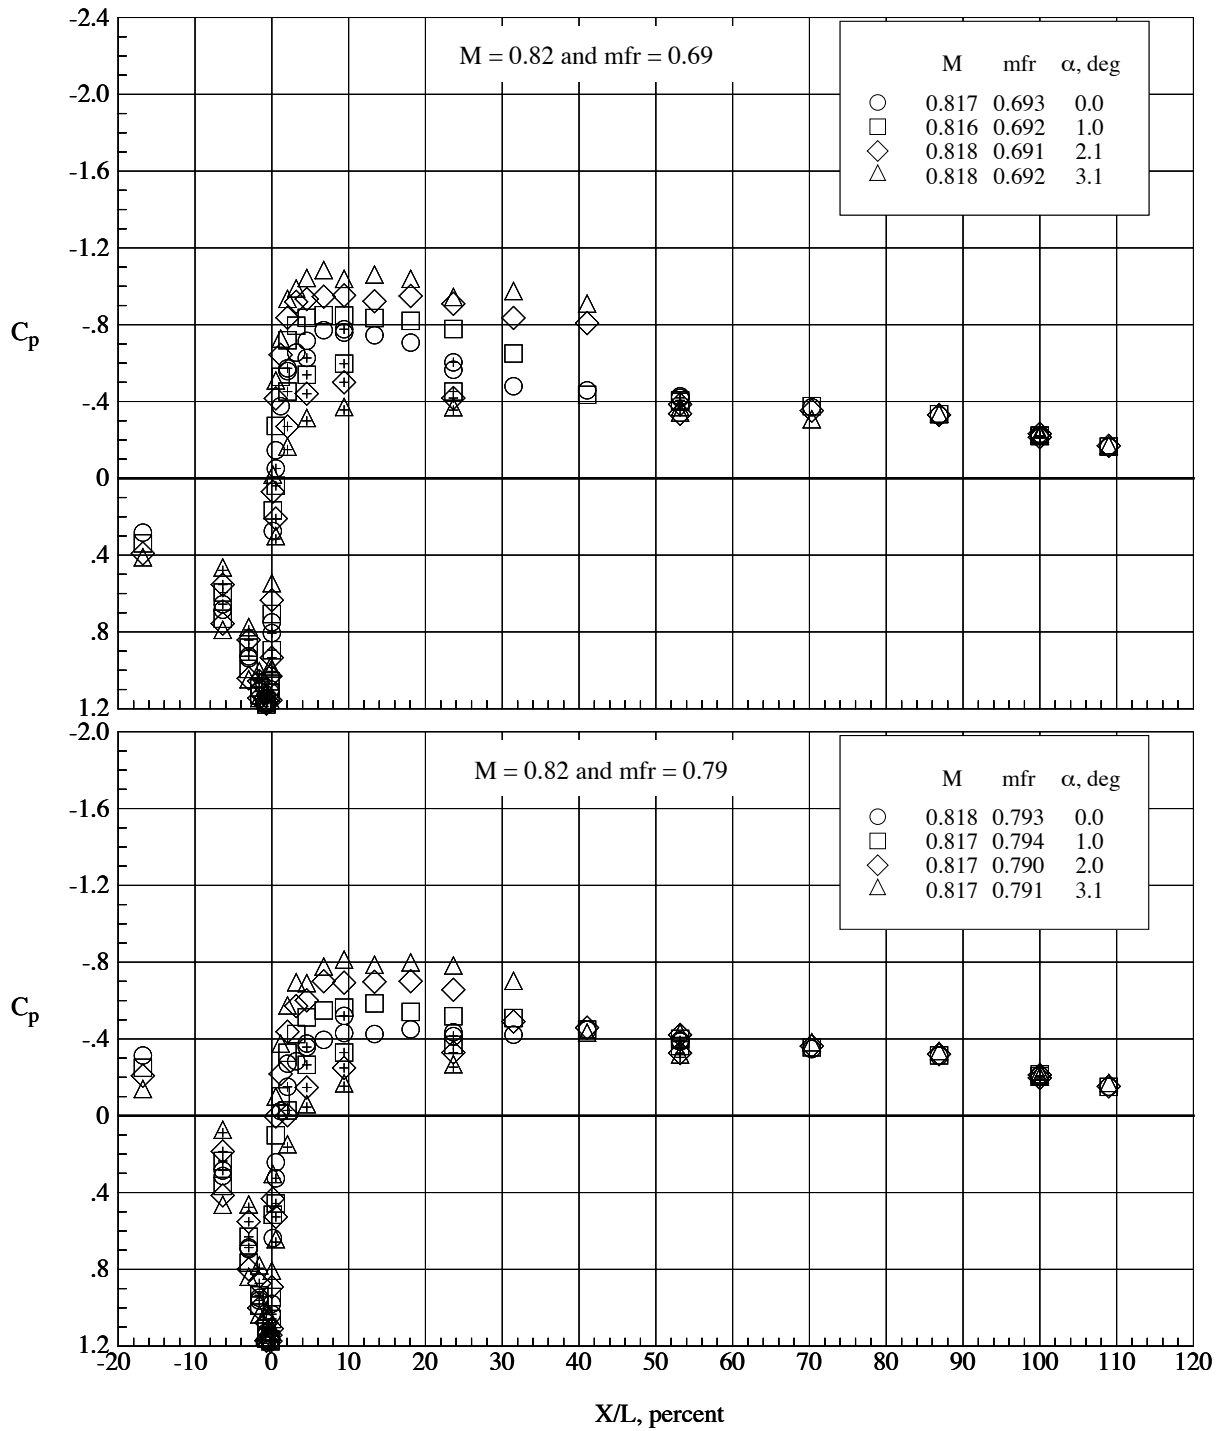 -2.4
M = 0.82 and mfr = 0.69
M mfr α, deg
0.817 0.693 0.0
0.816 0.692 1.0
0.818 0.691 2.1
0.818 0.692 3.1
-2.0
-1.6
-1.2
-.8
Cp
-.4
0
.4
.8
1.2
-2.0
M = 0.82 and mfr = 0.79
M mfr α, deg
0.818 0.793 0.0
0.817 0.794 1.0
0.817 0.790 2.0
0.817 0.791 3.1
-1.6
-1.2
-.8
Cp
-.4
0
.4
.8
1.2
-20 -10 0 10 20 30 40 50 60 70 80 90 100 110 120
X/L, percent